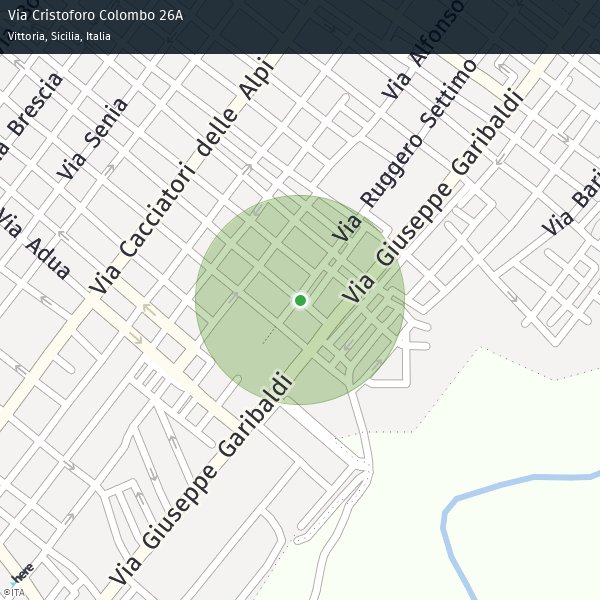 Via Cristoforo Colombo 26A
Vittoria, Sicilia, Italia
Via Alfonso
Via Brescia
Via Senia
Via Cacciatori delle Alpi
Via Ruggero Settimo
Via Giuseppe Garibaldi
Via Bari
Via Adua
Via Giuseppe Garibaldi
here
©ITA